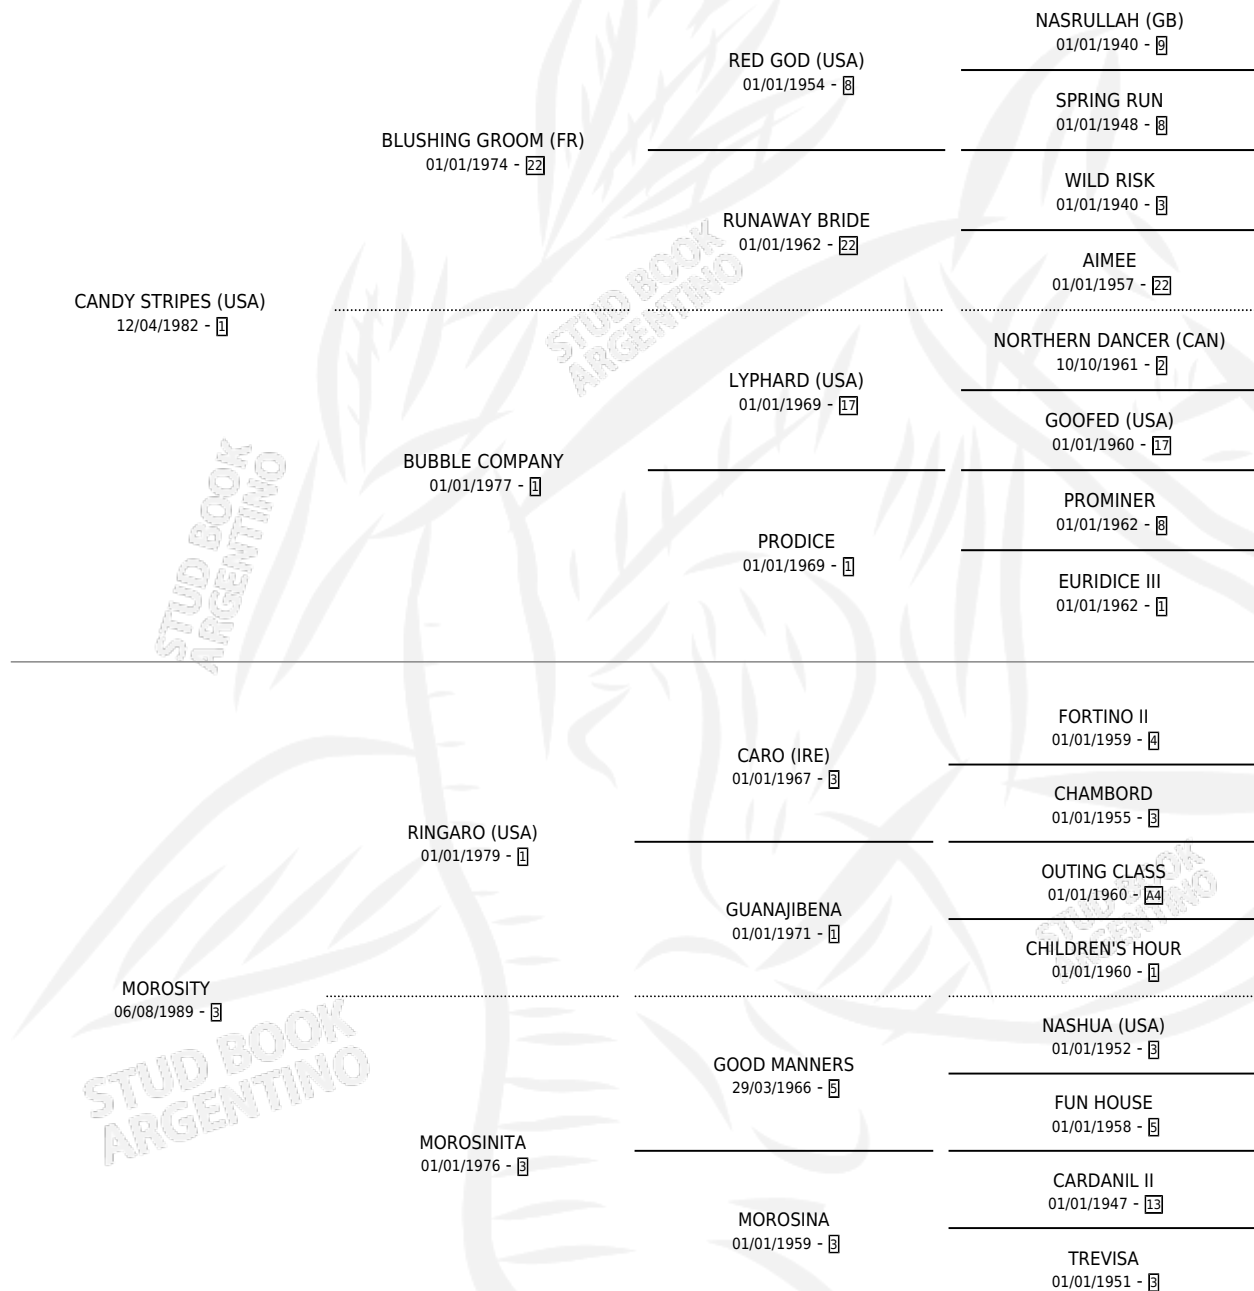 NASRULLAH (GB)
01/01/1940 - 9
RED GOD (USA)
01/01/1954 - 8
SPRING RUN
01/01/1948 - 8
BLUSHING GROOM (FR)
01/01/1974 - 22
WILD RISK
01/01/1940 - 3
RUNAWAY BRIDE
01/01/1962 - 22
AIMEE
01/01/1957 - 22
CANDY STRIPES (USA)
12/04/1982 - 1
NORTHERN DANCER (CAN)
10/10/1961 - 2
LYPHARD (USA)
01/01/1969 - 17
GOOFED (USA)
01/01/1960 - 17
BUBBLE COMPANY
01/01/1977 - 1
PROMINER
01/01/1962 - 8
PRODICE
01/01/1969 - 1
EURIDICE III
01/01/1962 - 1
FORTINO II
01/01/1959 - 4
CARO (IRE)
01/01/1967 - 3
CHAMBORD
01/01/1955 - 3
RINGARO (USA)
01/01/1979 - 1
OUTING CLASS
01/01/1960 - A4
GUANAJIBENA
01/01/1971 - 1
CHILDREN'S HOUR
01/01/1960 - 1
MOROSITY
06/08/1989 - 3
NASHUA (USA)
01/01/1952 - 3
GOOD MANNERS
29/03/1966 - 5
FUN HOUSE
01/01/1958 - 5
MOROSINITA
01/01/1976 - 3
CARDANIL II
01/01/1947 - 13
MOROSINA
01/01/1959 - 3
TREVISA
01/01/1951 - 3
STUD BOOK
ARGENTINO
STUD BOOK
ARGENTINO
STUD BOOK
ARGENTINO
STUD BOOK
ARGENTINO